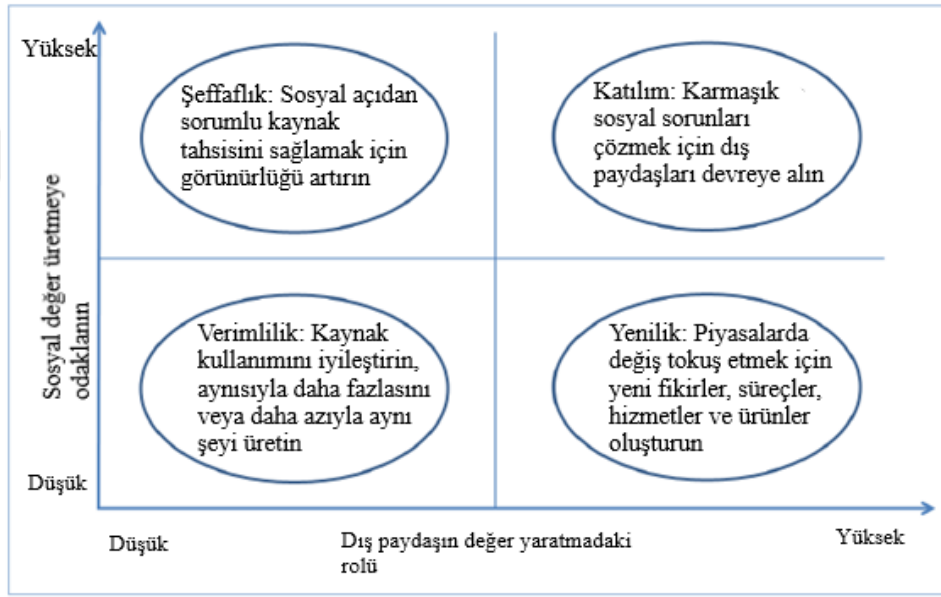 Yüksek
Şeffaflık: Sosyal açıdan
sorumlu kaynak
tahsisini sağlamak için
görünürlüğü artırın
Katılım: Karmaşık
sosyal sorunları
çözmek için dış
paydaşları devreye alın
Sosyal değer üretmeye
odaklanın
Verimlilik: Kaynak
kullanımını iyileştirin,
aynısıyla daha fazlasını
veya daha azıyla aynı
şeyi üretin
Yenilik: Piyasalarda
değiş tokuş etmek için
yeni fikirler, süreçler,
hizmetler ve ürünler
oluşturun
Düşük
Düşük
Dış paydaşın değer yaratmadaki
rolü
Yüksek